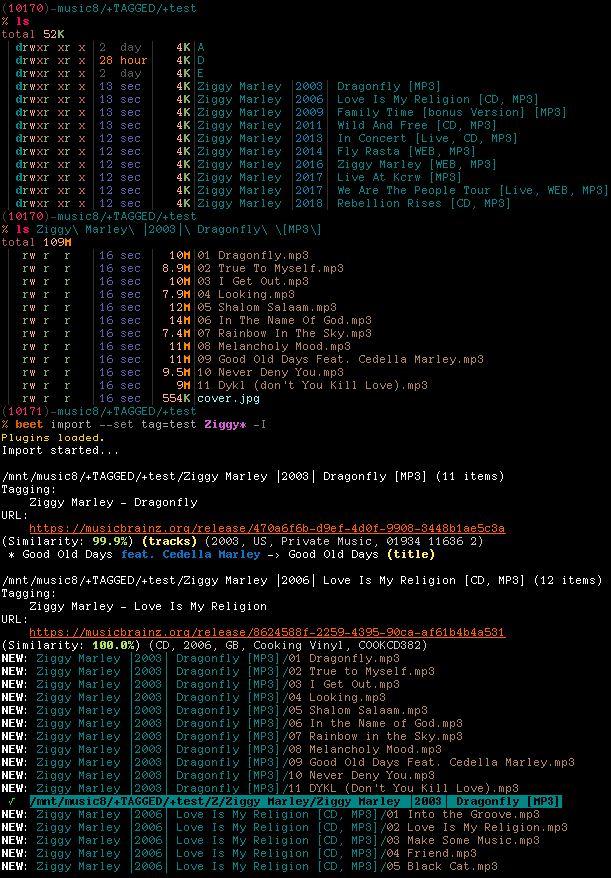 (10170)-music8/+TAGGED/+test
% ls
total 52K
drwxr xr x | 2 day | 4K|A
drwxr xr x | 28 hour | 4K|D
drwxr xr x | 2 day | 4K|E
drwxr xr x | 13 sec | 4K|Ziggy Marley |2003| Dragonfly [MP3]
drwxr xr x | 13 sec | 4K|Ziggy Marley |2006| Love Is My Religion [CD, MP3]
drwxr xr x | 13 sec | 4K|Ziggy Marley |2009| Family Time [bonus Version] [MP3]
drwxr xr x | 13 sec | 4K|Ziggy Marley |2011| Wild And Free [CD, MP3]
drwxr xr x | 12 sec | 4K|Ziggy Marley |2013| In Concert [Live, CD, MP3]
drwxr xr x | 12 sec | 4K|Ziggy Marley |2014| Fly Rasta [WEB, MP3]
drwxr xr x | 12 sec | 4K|Ziggy Marley |2016| Ziggy Marley [WEB, MP3]
drwxr xr x | 12 sec | 4K|Ziggy Marley |2017| Live At Kcrw [MP3]
drwxr xr x | 12 sec | 4K|Ziggy Marley |2017| We Are The People Tour [Live, WEB, MP3]
drwxr xr x | 12 sec | 4K|Ziggy Marley |2018| Rebellion Rises [CD, MP3]
(10170)-music8/+TAGGED/+test
% ls Ziggy\ Marley\ |2003|\ Dragonfly\ \[MP3\]
total 109M
rw r r | 16 sec | 10M|01 Dragonfly.mp3
rw r r | 16 sec | 8.9M|02 True To Myself.mp3
rw r r | 16 sec | 10M|03 I Get Out.mp3
rw r r | 16 sec | 7.9M|04 Looking.mp3
rw r r | 16 sec | 12M|05 Shalom Salaam.mp3
rw r r | 16 sec | 14M|06 In The Name Of God.mp3
rw r r | 16 sec | 7.4M|07 Rainbow In The Sky.mp3
rw r r | 16 sec | 11M|08 Melancholy Mood.mp3
rw r r | 16 sec | 11M|09 Good Old Days Feat. Cedella Marley.mp3
rw r r | 16 sec | 9.5M|10 Never Deny You.mp3
rw r r | 16 sec | 9M|11 Dykl (don't You Kill Love).mp3
rw r r | 16 sec | 554K|cover.jpg
(10171)-music8/+TAGGED/+test
% beet import --set tag=test Ziggy* -I
Plugins loaded.
Import started...
/mnt/music8/+TAGGED/+test/Ziggy Marley |2003| Dragonfly [MP3] (11 items)
Tagging:
Ziggy Marley - Dragonfly
URL:
https://musicbrainz.org/release/470a6f6b-d9ef-4d0f-9908-3448b1ae5c3a
(Similarity: 99.9%) (tracks) (2003, US, Private Music, 01934 11636 2)
* Good Old Days feat. Cedella Marley -> Good Old Days (title)
/mnt/music8/+TAGGED/+test/Ziggy Marley |2006| Love Is My Religion [CD, MP3] (12 items)
Tagging:
Ziggy Marley - Love Is My Religion
URL:
https://musicbrainz.org/release/8624588f-2259-4395-90ca-af61b4b4a531
(Similarity: 100.0%) (CD, 2006, GB, Cooking Vinyl, COOKCD382)
NEW: Ziggy Marley |2003| Dragonfly [MP3]/01 Dragonfly.mp3
NEW: Ziggy Marley |2003| Dragonfly [MP3]/02 True to Myself.mp3
NEW: Ziggy Marley |2003| Dragonfly [MP3]/03 I Get Out.mp3
NEW: Ziggy Marley |2003| Dragonfly [MP3]/04 Looking.mp3
NEW: Ziggy Marley |2003| Dragonfly [MP3]/05 Shalom Salaam.mp3
NEW: Ziggy Marley |2003| Dragonfly [MP3]/06 In the Name of God.mp3
NEW: Ziggy Marley |2003| Dragonfly [MP3]/07 Rainbow in the Sky.mp3
NEW: Ziggy Marley |2003| Dragonfly [MP3]/08 Melancholy Mood.mp3
NEW: Ziggy Marley |2003| Dragonfly [MP3]/09 Good Old Days Feat. Cedella Marley.mp3
NEW: Ziggy Marley |2003| Dragonfly [MP3]/10 Never Deny You.mp3
NEW: Ziggy Marley |2003| Dragonfly [MP3]/11 DYKL (Don't You Kill Love).mp3
✓ /mnt/music8/+TAGGED/+test/Z/Ziggy Marley/Ziggy Marley |2003| Dragonfly [MP3]
NEW: Ziggy Marley |2006| Love Is My Religion [CD, MP3]/01 Into the Groove.mp3
NEW: Ziggy Marley |2006| Love Is My Religion [CD, MP3]/02 Love Is My Religion.mp3
NEW: Ziggy Marley |2006| Love Is My Religion [CD, MP3]/03 Make Some Music.mp3
NEW: Ziggy Marley |2006| Love Is My Religion [CD, MP3]/04 Friend.mp3
NEW: Ziggy Marley |2006| Love Is My Religion [CD, MP3]/05 Black Cat.mp3